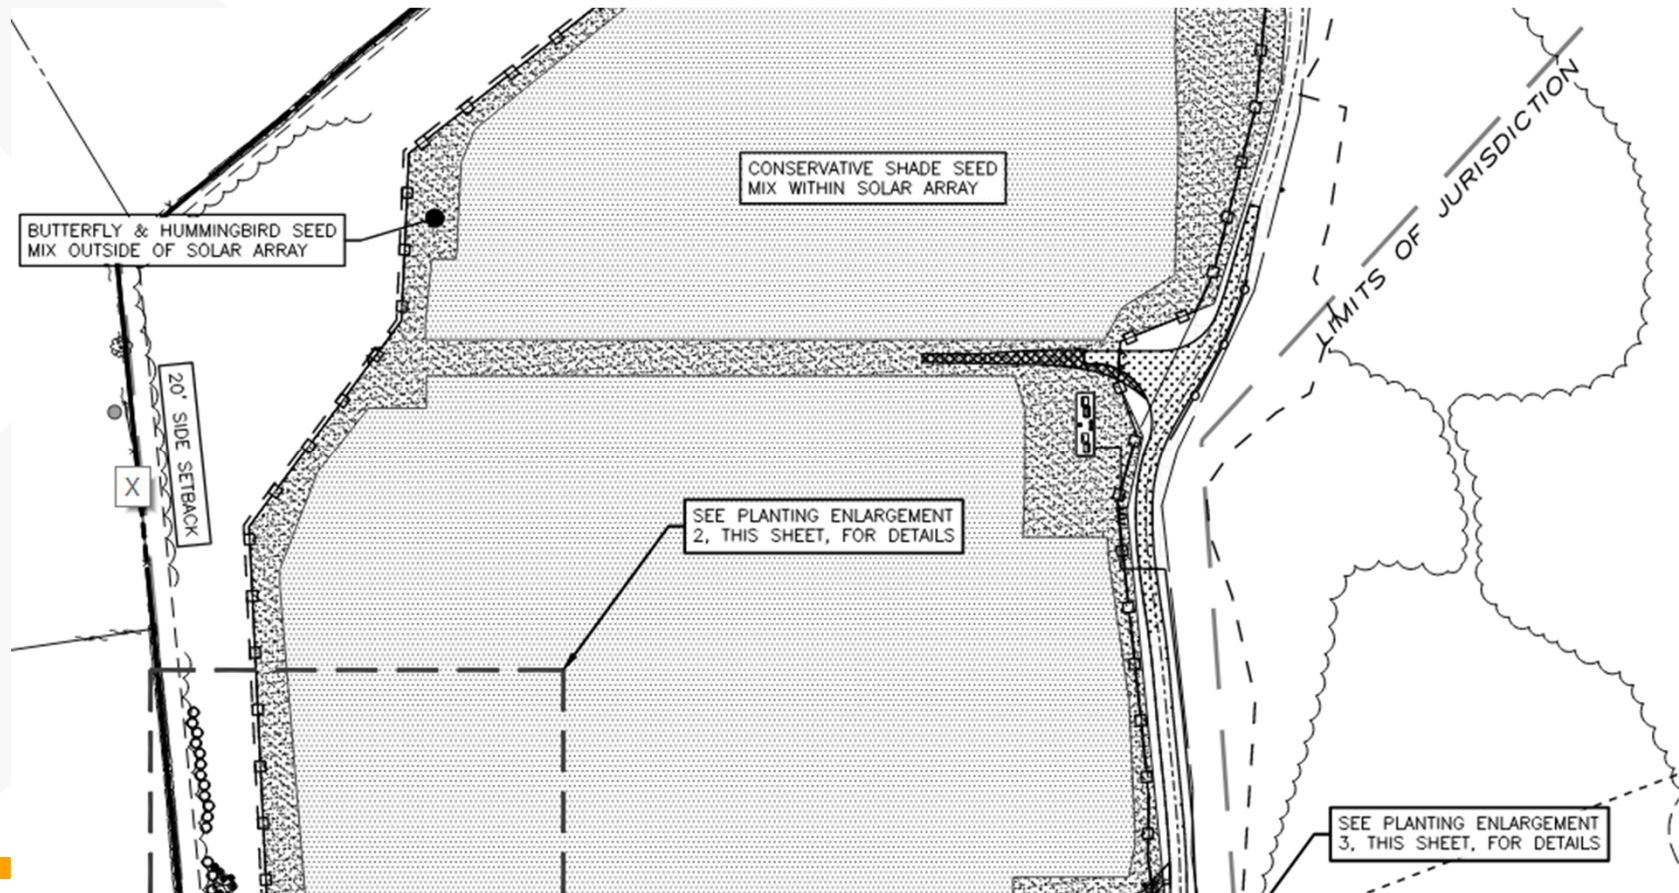 CONSERVATIVE SHADE SEED
MIX WITHIN SOLAR ARRAY
LIMITS OF JURISDICTION
BUTTERFLY & HUMMINGBIRD SEED
MIX OUTSIDE OF SOLAR ARRAY
20' SIDE SETBACK
X
SEE PLANTING ENLARGEMENT
2, THIS SHEET, FOR DETAILS
SEE PLANTING ENLARGEMENT
3, THIS SHEET, FOR DETAILS